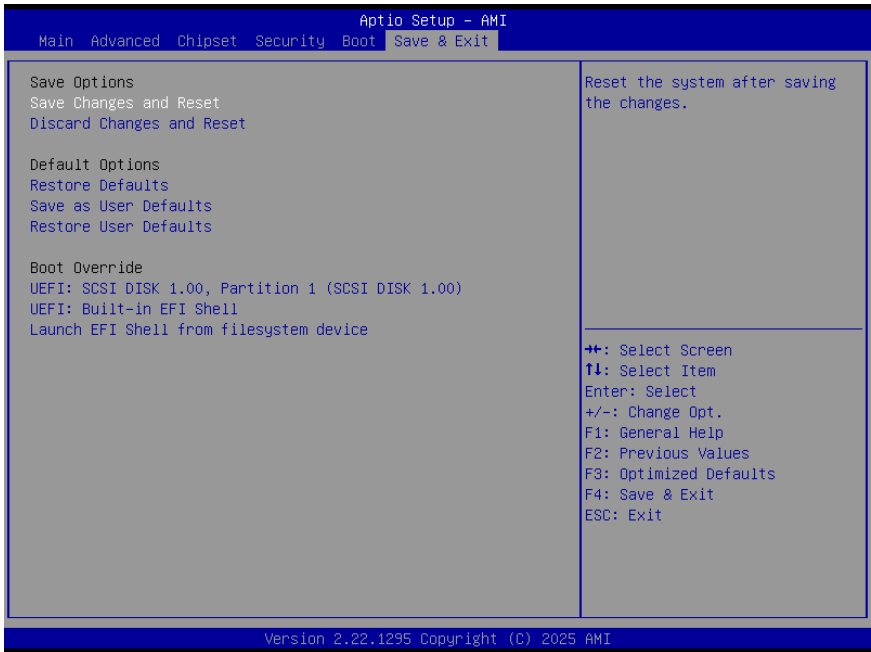 Aptio Setup – AMI
Main Advanced Chipset Security Boot Save & Exit
Save Options
Save Changes and Reset
Discard Changes and Reset
Default Options
Restore Defaults
Save as User Defaults
Restore User Defaults
Boot Override
UEFI: SCSI DISK 1.00, Partition 1 (SCSI DISK 1.00)
UEFI: Built-in EFI Shell
Launch EFI Shell from filesystem device
Reset the system after saving
the changes.
→←: Select Screen
↑↓: Select Item
Enter: Select
+/-: Change Opt.
F1: General Help
F2: Previous Values
F3: Optimized Defaults
F4: Save & Exit
ESC: Exit
Version 2.22.1295 Copyright (C) 2025 AMI